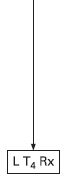 L T₄ Rx